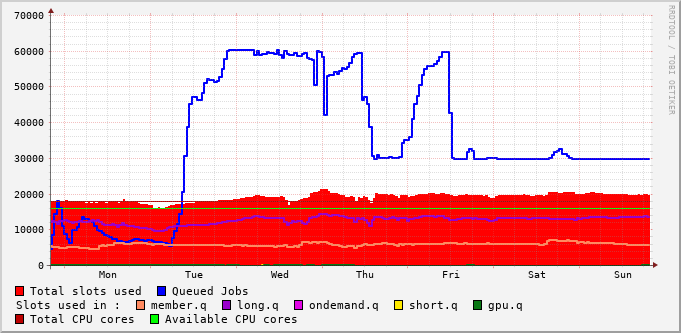 70000
60000
50000
40000
30000
20000
10000
0
Mon Tue Wed Thu Fri Sat Sun
RRDTOOL / TOBI OETIKER
Total slots used Queued Jobs
Slots used in : member.q long.q ondemand.q short.q gpu.q
Total CPU cores Available CPU cores